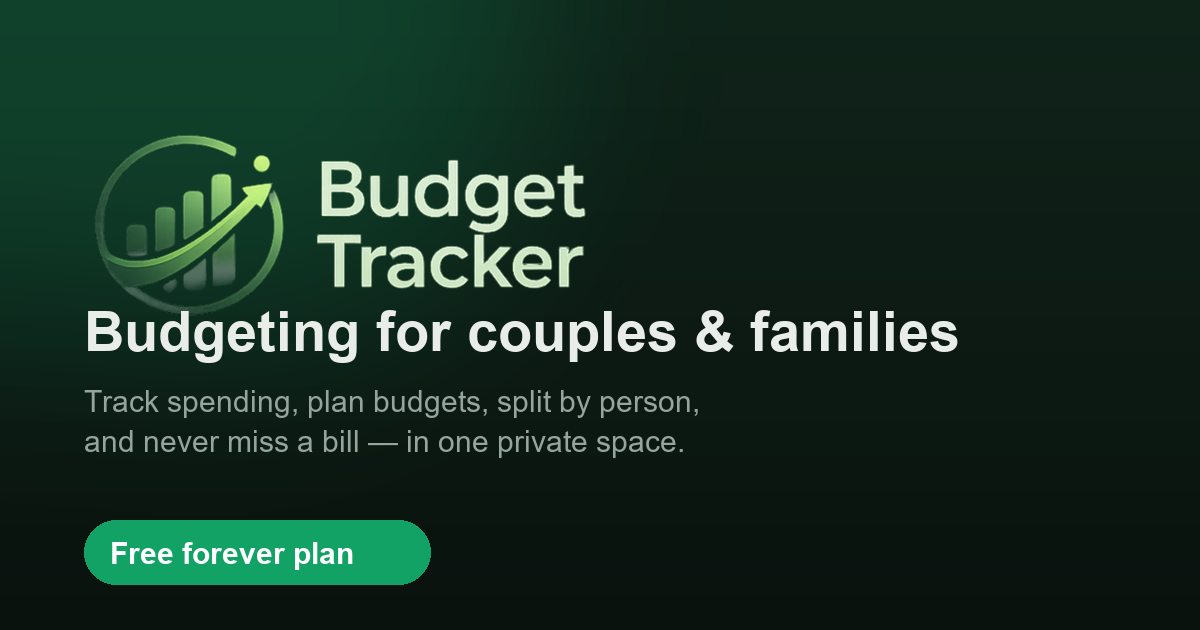 Budget
Tracker
Budgeting for couples & families
Track spending, plan budgets, split by person,
and never miss a bill — in one private space.
Free forever plan